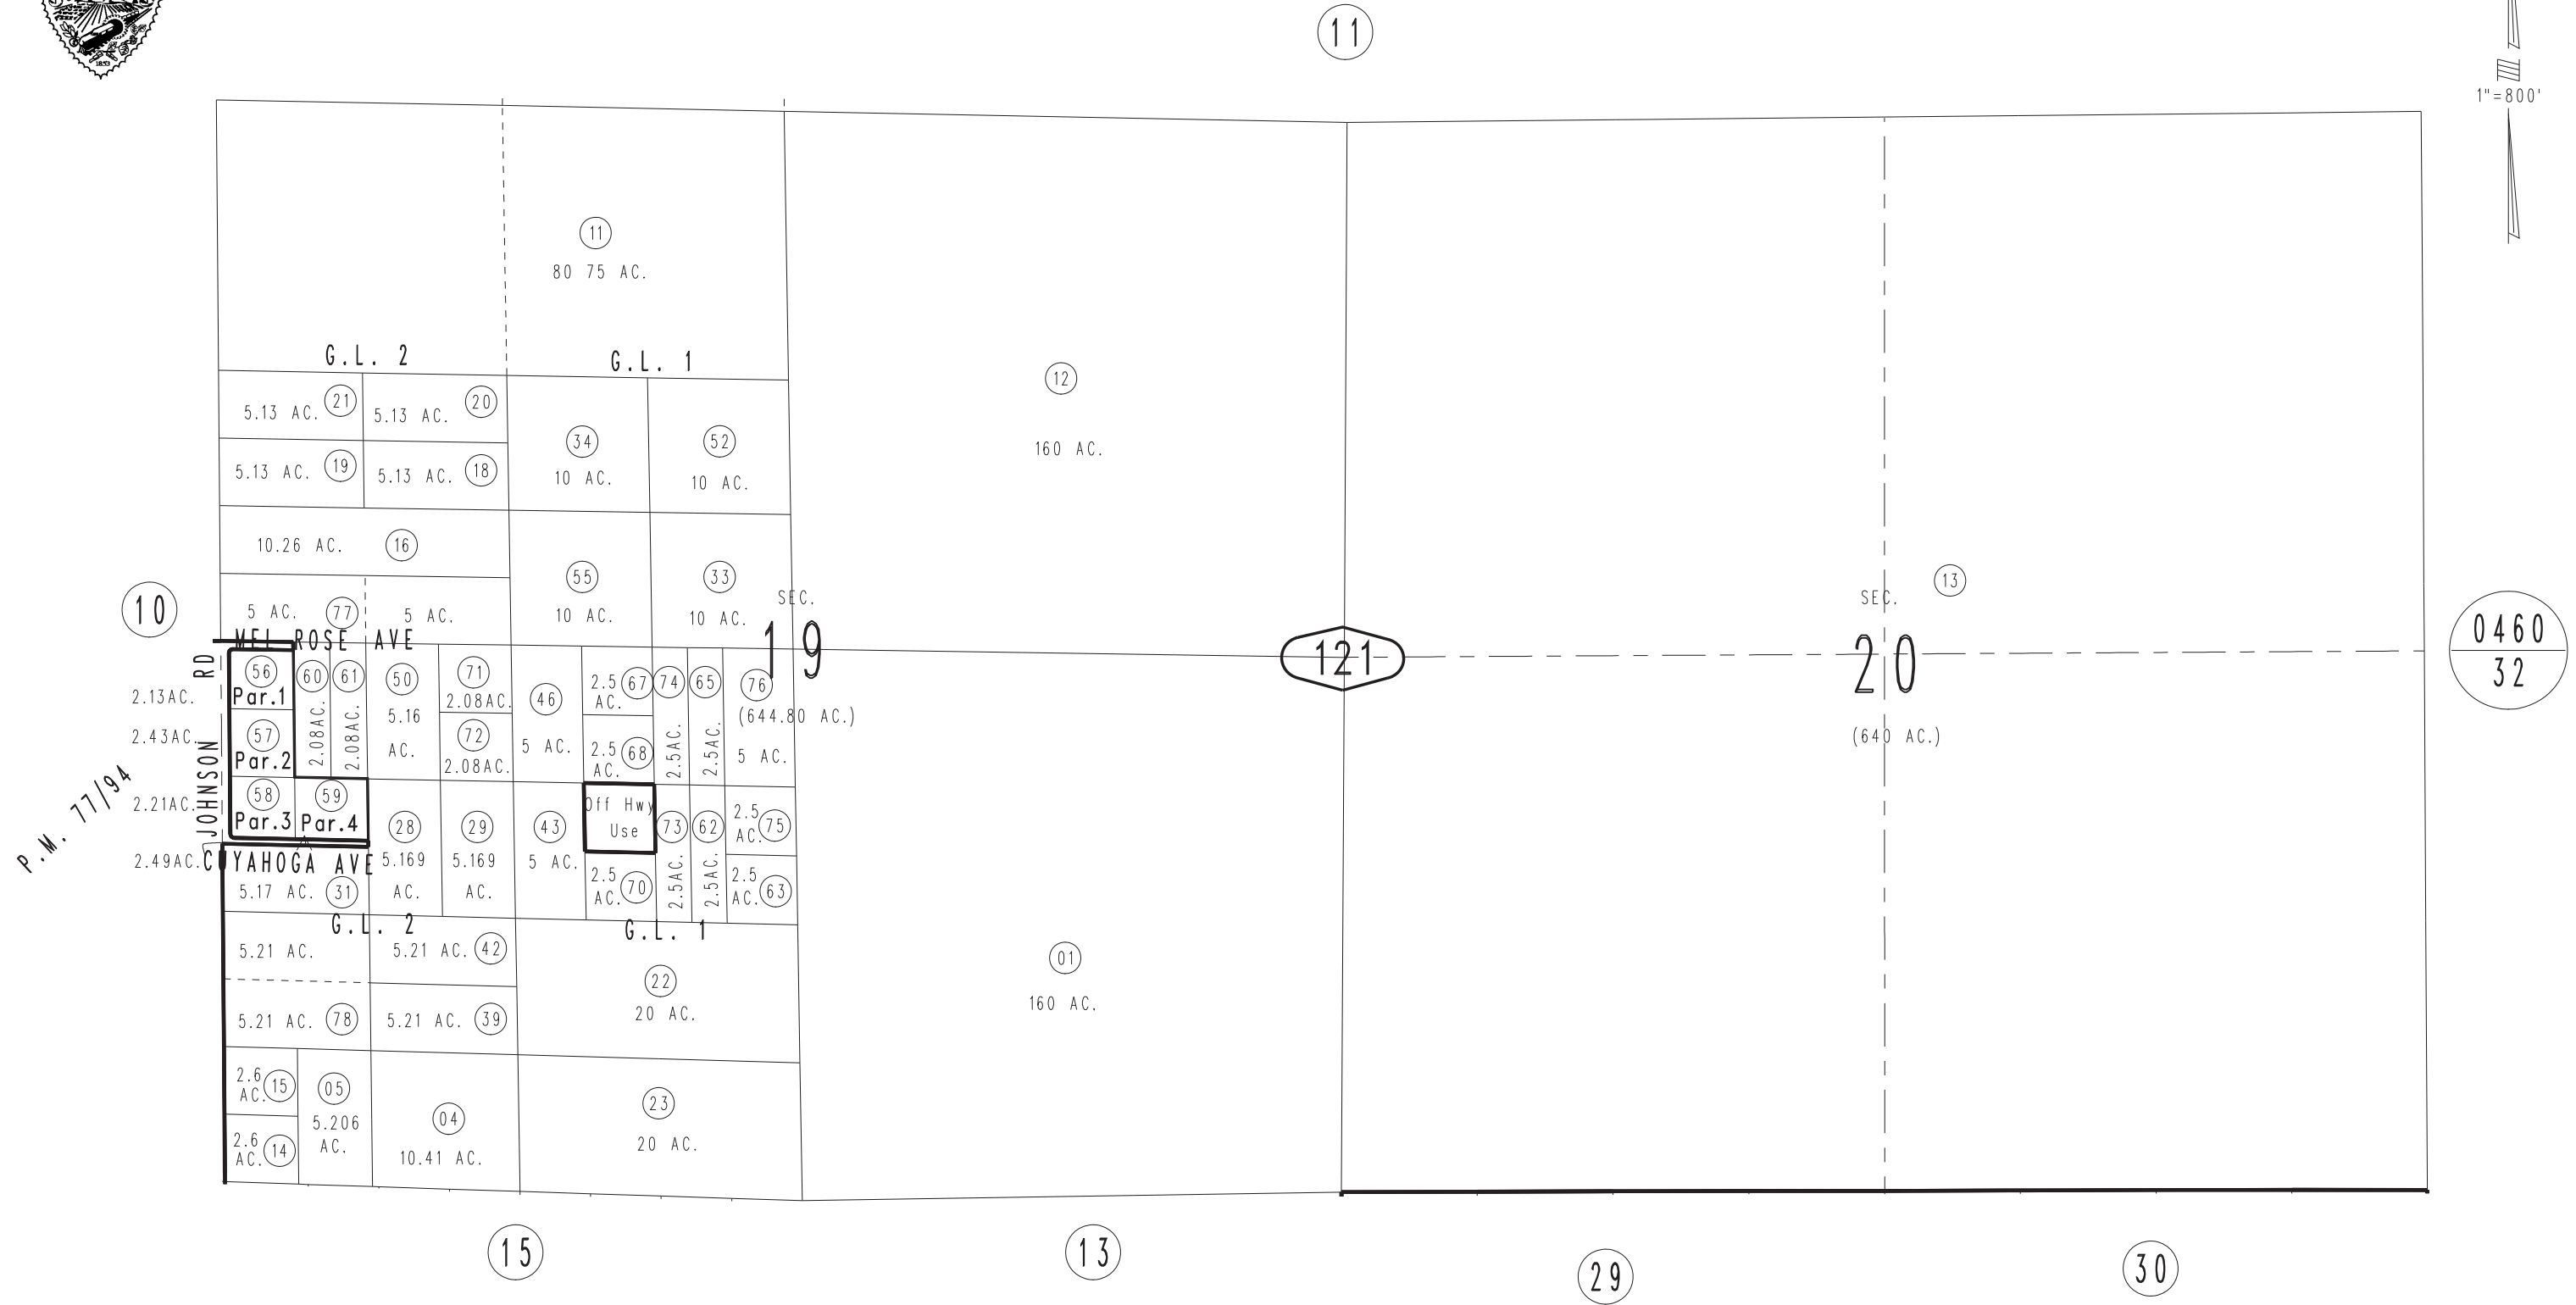 1853
11
1"=800'
11
80 75 AC.
G.L. 2
G.L. 1
12
160 AC.
5.13 AC. 21
5.13 AC. 20
34
10 AC.
52
10 AC.
5.13 AC. 19
5.13 AC. 18
10.26 AC. 16
55
10 AC.
33
10 AC.
10
5 AC. 77
5 AC.
SEC.
19
(644.80 AC.)
SEC.
13
20
(640 AC.)
121
0460
32
MEL ROSE AVE
JOHNSON RD
2.13AC.
2.43AC.
2.21AC.
2.49AC.
P.M. 77/94
56
Par.1
57
Par.2
58
Par.3
59
Par.4
60
2.08AC.
61
2.08AC.
50
5.16
AC.
71
2.08AC.
72
2.08AC.
46
5 AC.
2.5
AC. 67
2.5
AC. 68
74
2.5AC.
65
2.5AC.
76
5 AC.
CUYAHOGA AVE
5.17 AC. 31
28
5.169
AC.
29
5.169
AC.
43
5 AC.
Off Hwy
Use
2.5
AC. 70
73
2.5AC.
62
2.5AC.
2.5
AC. 75
2.5
AC. 63
G.L. 2
G.L. 1
5.21 AC.
5.21 AC. 42
5.21 AC. 78
5.21 AC. 39
22
20 AC.
01
160 AC.
2.6
AC. 15
2.6
AC. 14
05
5.206
AC.
04
10.41 AC.
23
20 AC.
15
13
29
30